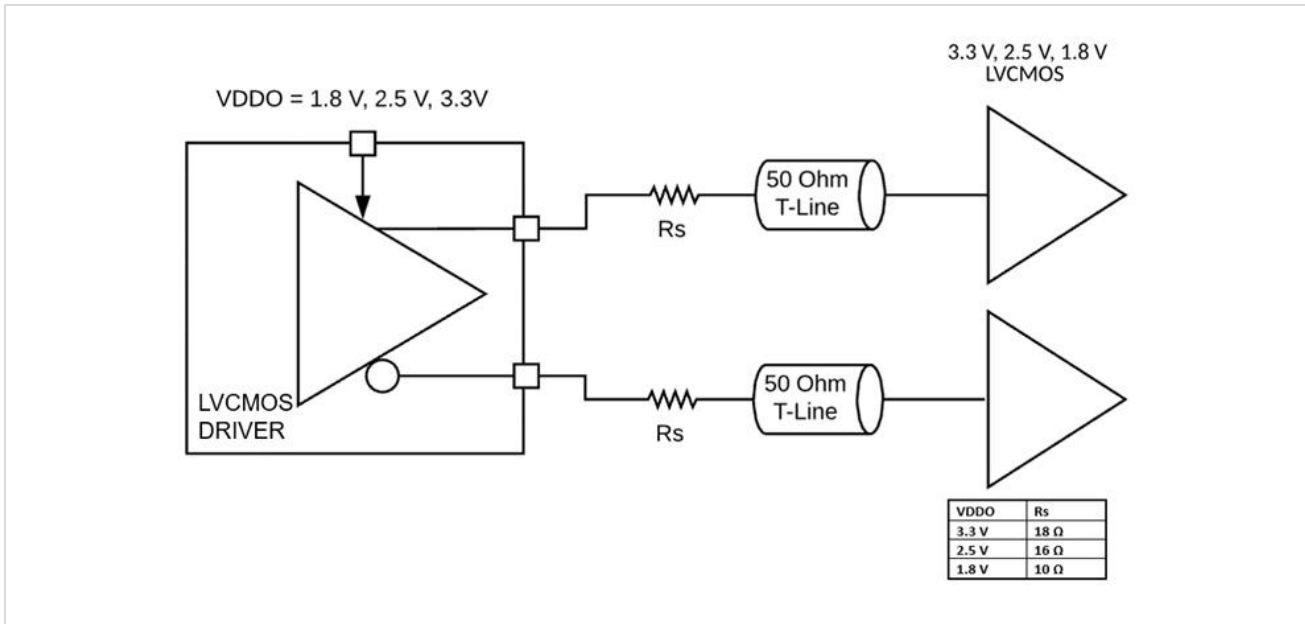 3.3 V, 2.5 V, 1.8 V
LVCMOS
VDDO = 1.8 V, 2.5 V, 3.3V
50 Ohm
T-Line
Rs
50 Ohm
T-Line
Rs
LVCMOS
DRIVER
VDDO Rs
3.3 V 18 Ω
2.5 V 16 Ω
1.8 V 10 Ω